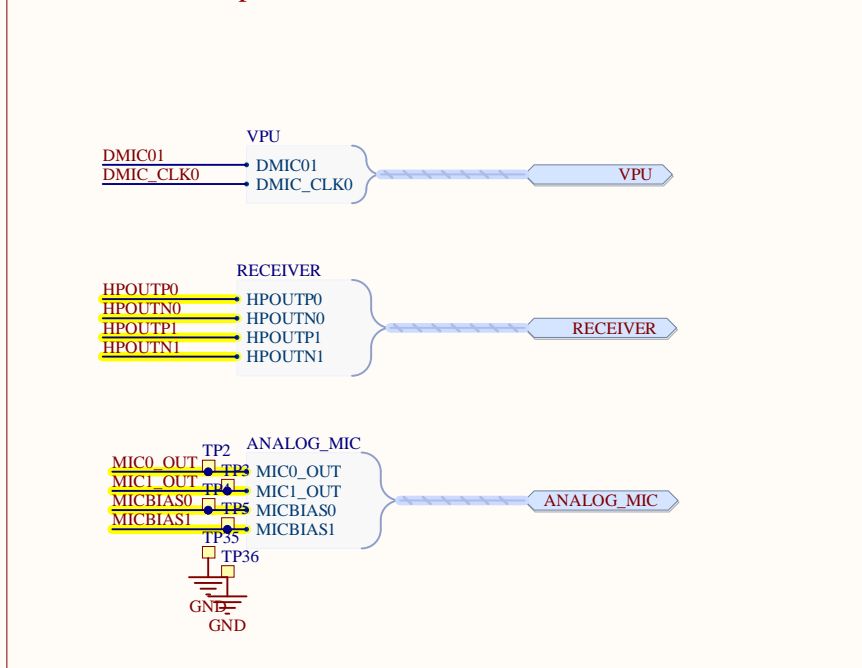 VPU
DMIC01
DMIC01
DMIC_CLK0
DMIC_CLK0
VPU
RECEIVER
HPOUTP0
HPOUTP0
HPOUTN0
HPOUTN0
HPOUTP1
HPOUTP1
HPOUTN1
HPOUTN1
RECEIVER
TP2
ANALOG_MIC
MIC0_OUT
TP3
MIC0_OUT
MIC1_OUT
TP4
MIC1_OUT
MICBIAS0
TP5
MICBIAS0
MICBIAS1
MICBIAS1
ANALOG_MIC
TP35
TP36
GND
GND